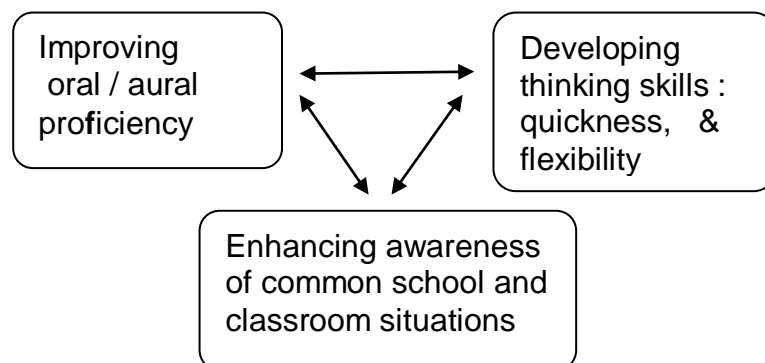 Improving
oral / aural
proficiency
Developing
thinking skills :
quickness, &
flexibility
Enhancing awareness
of common school and
classroom situations